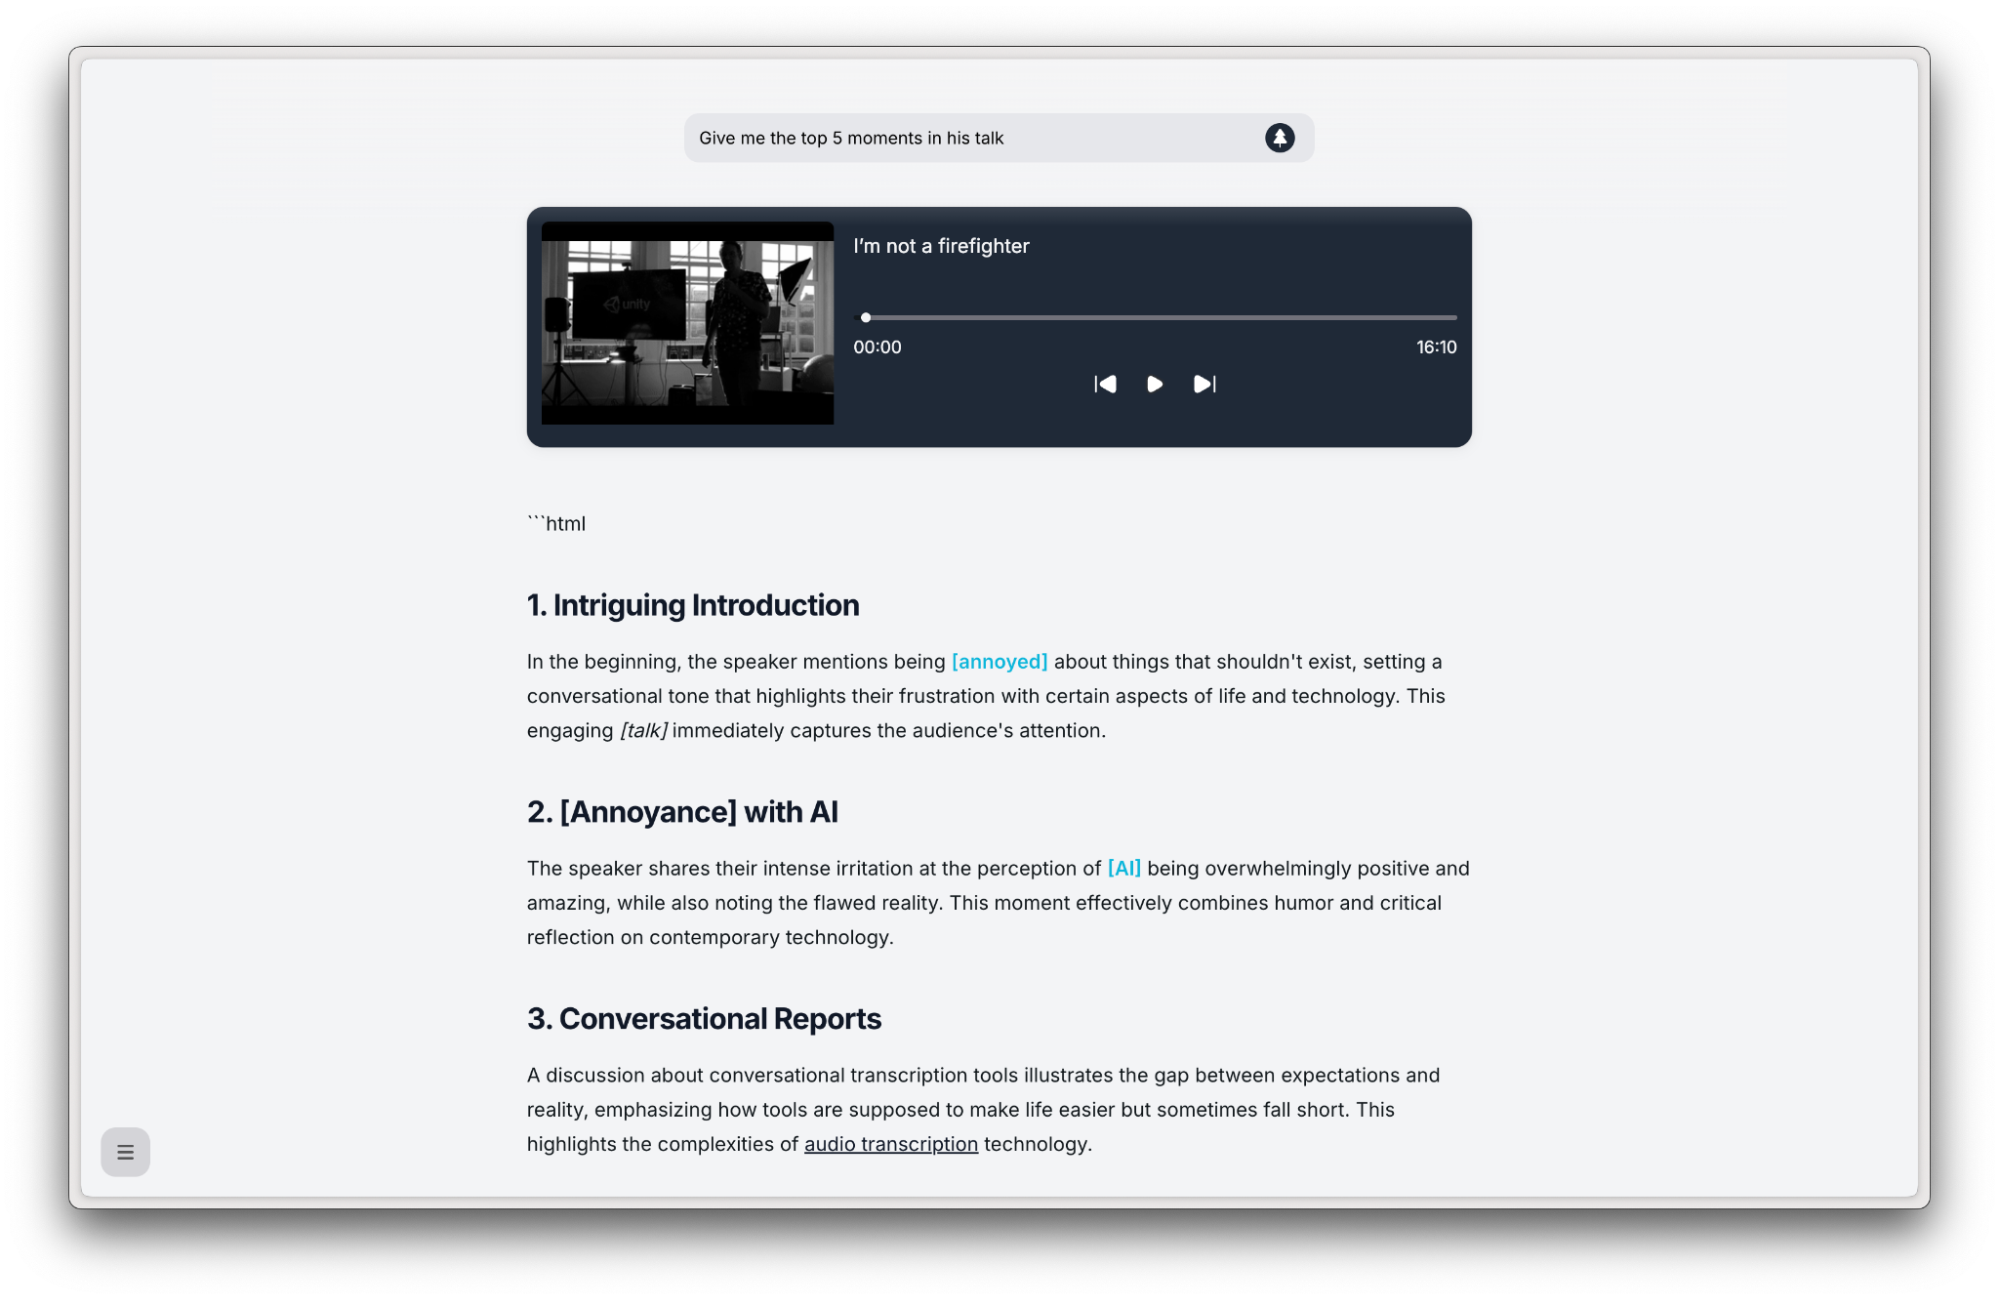 Give me the top 5 moments in his talk
unity
I'm not a firefighter
00:00
16:10
```html
1. Intriguing Introduction
In the beginning, the speaker mentions being [annoyed] about things that shouldn't exist, setting a
conversational tone that highlights their frustration with certain aspects of life and technology. This
engaging [talk] immediately captures the audience's attention.
2. [Annoyance] with AI
The speaker shares their intense irritation at the perception of [AI] being overwhelmingly positive and
amazing, while also noting the flawed reality. This moment effectively combines humor and critical
reflection on contemporary technology.
3. Conversational Reports
A discussion about conversational transcription tools illustrates the gap between expectations and
reality, emphasizing how tools are supposed to make life easier but sometimes fall short. This
highlights the complexities of audio transcription technology.